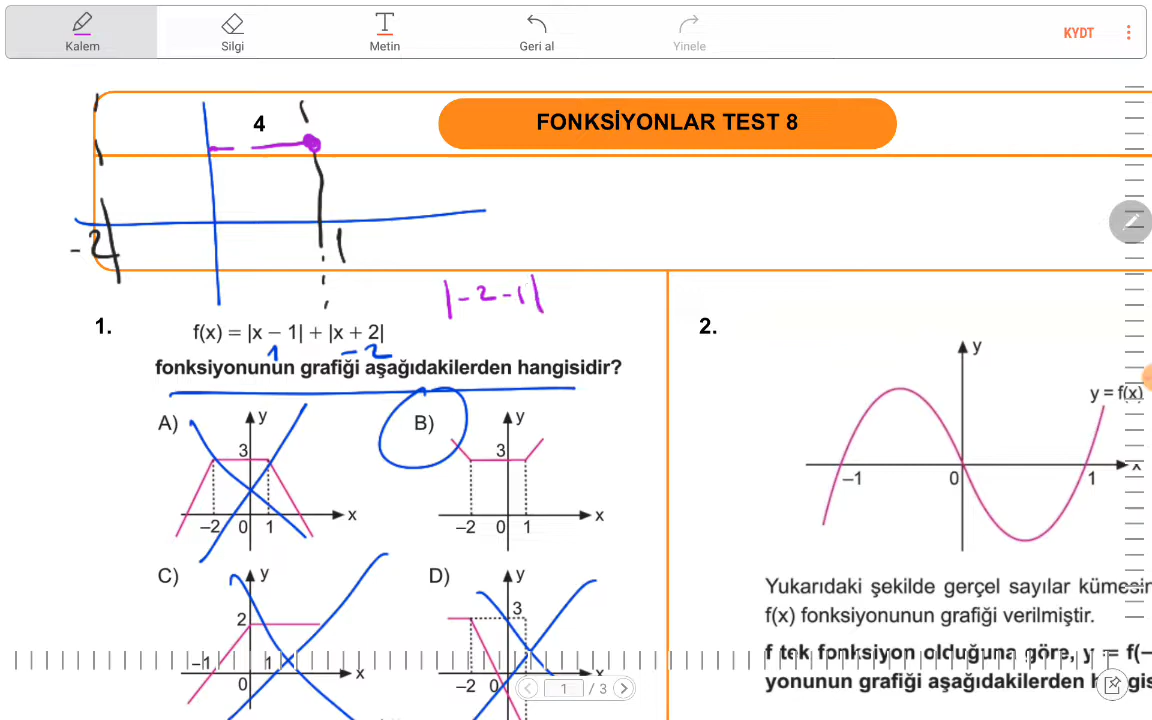 Kalem
Silgi
Metin
Geri al
Yinele
KYDT
4
FONKSİYONLAR TEST 8
-2
1
|-2-1|
1.
f(x) = |x − 1| + |x + 2|
1 -2
fonksiyonunun grafiği aşağıdakilerden hangisidir?
A)
y
3
−2 0 1 x
B)
y
3
−2 0 1 x
C)
y
2
−1 1 x
0
D)
y
3
−2 0 x
1 / 3
2.
y
y = f(x)
−1 0 1
Yukarıdaki şekilde gerçel sayılar
f(x) fonksiyonunun grafiği verilmiştir.
f tek fonksiyon olduğuna göre, y = f(−
yonunun grafiği aşağıdakilerden